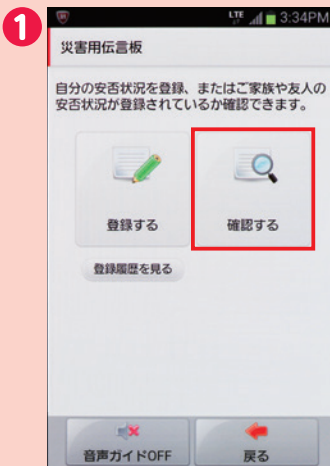 1
LTE 3:34PM
災害用伝言板
自分の安否状況を登録、またはご家族や友人の
安否状況が登録されているか確認できます。
登録する 確認する
登録履歴を見る
音声ガイドOFF 戻る